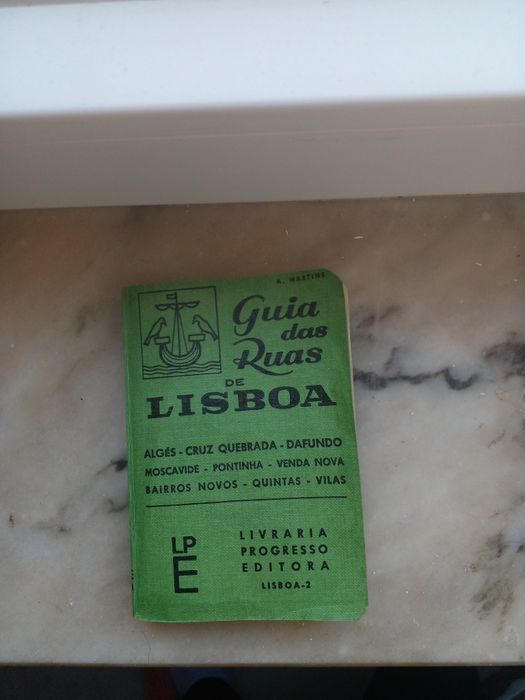 A. MARTINS
Guia
das
Ruas
DE
LISBOA
ALGÉS - CRUZ QUEBRADA - DAFUNDO
MOSCAVIDE - PONTINHA - VENDA NOVA
BAIRROS NOVOS - QUINTAS - VILAS
LP
E
LIVRARIA
PROGRESSO
EDITORA
LISBOA-2